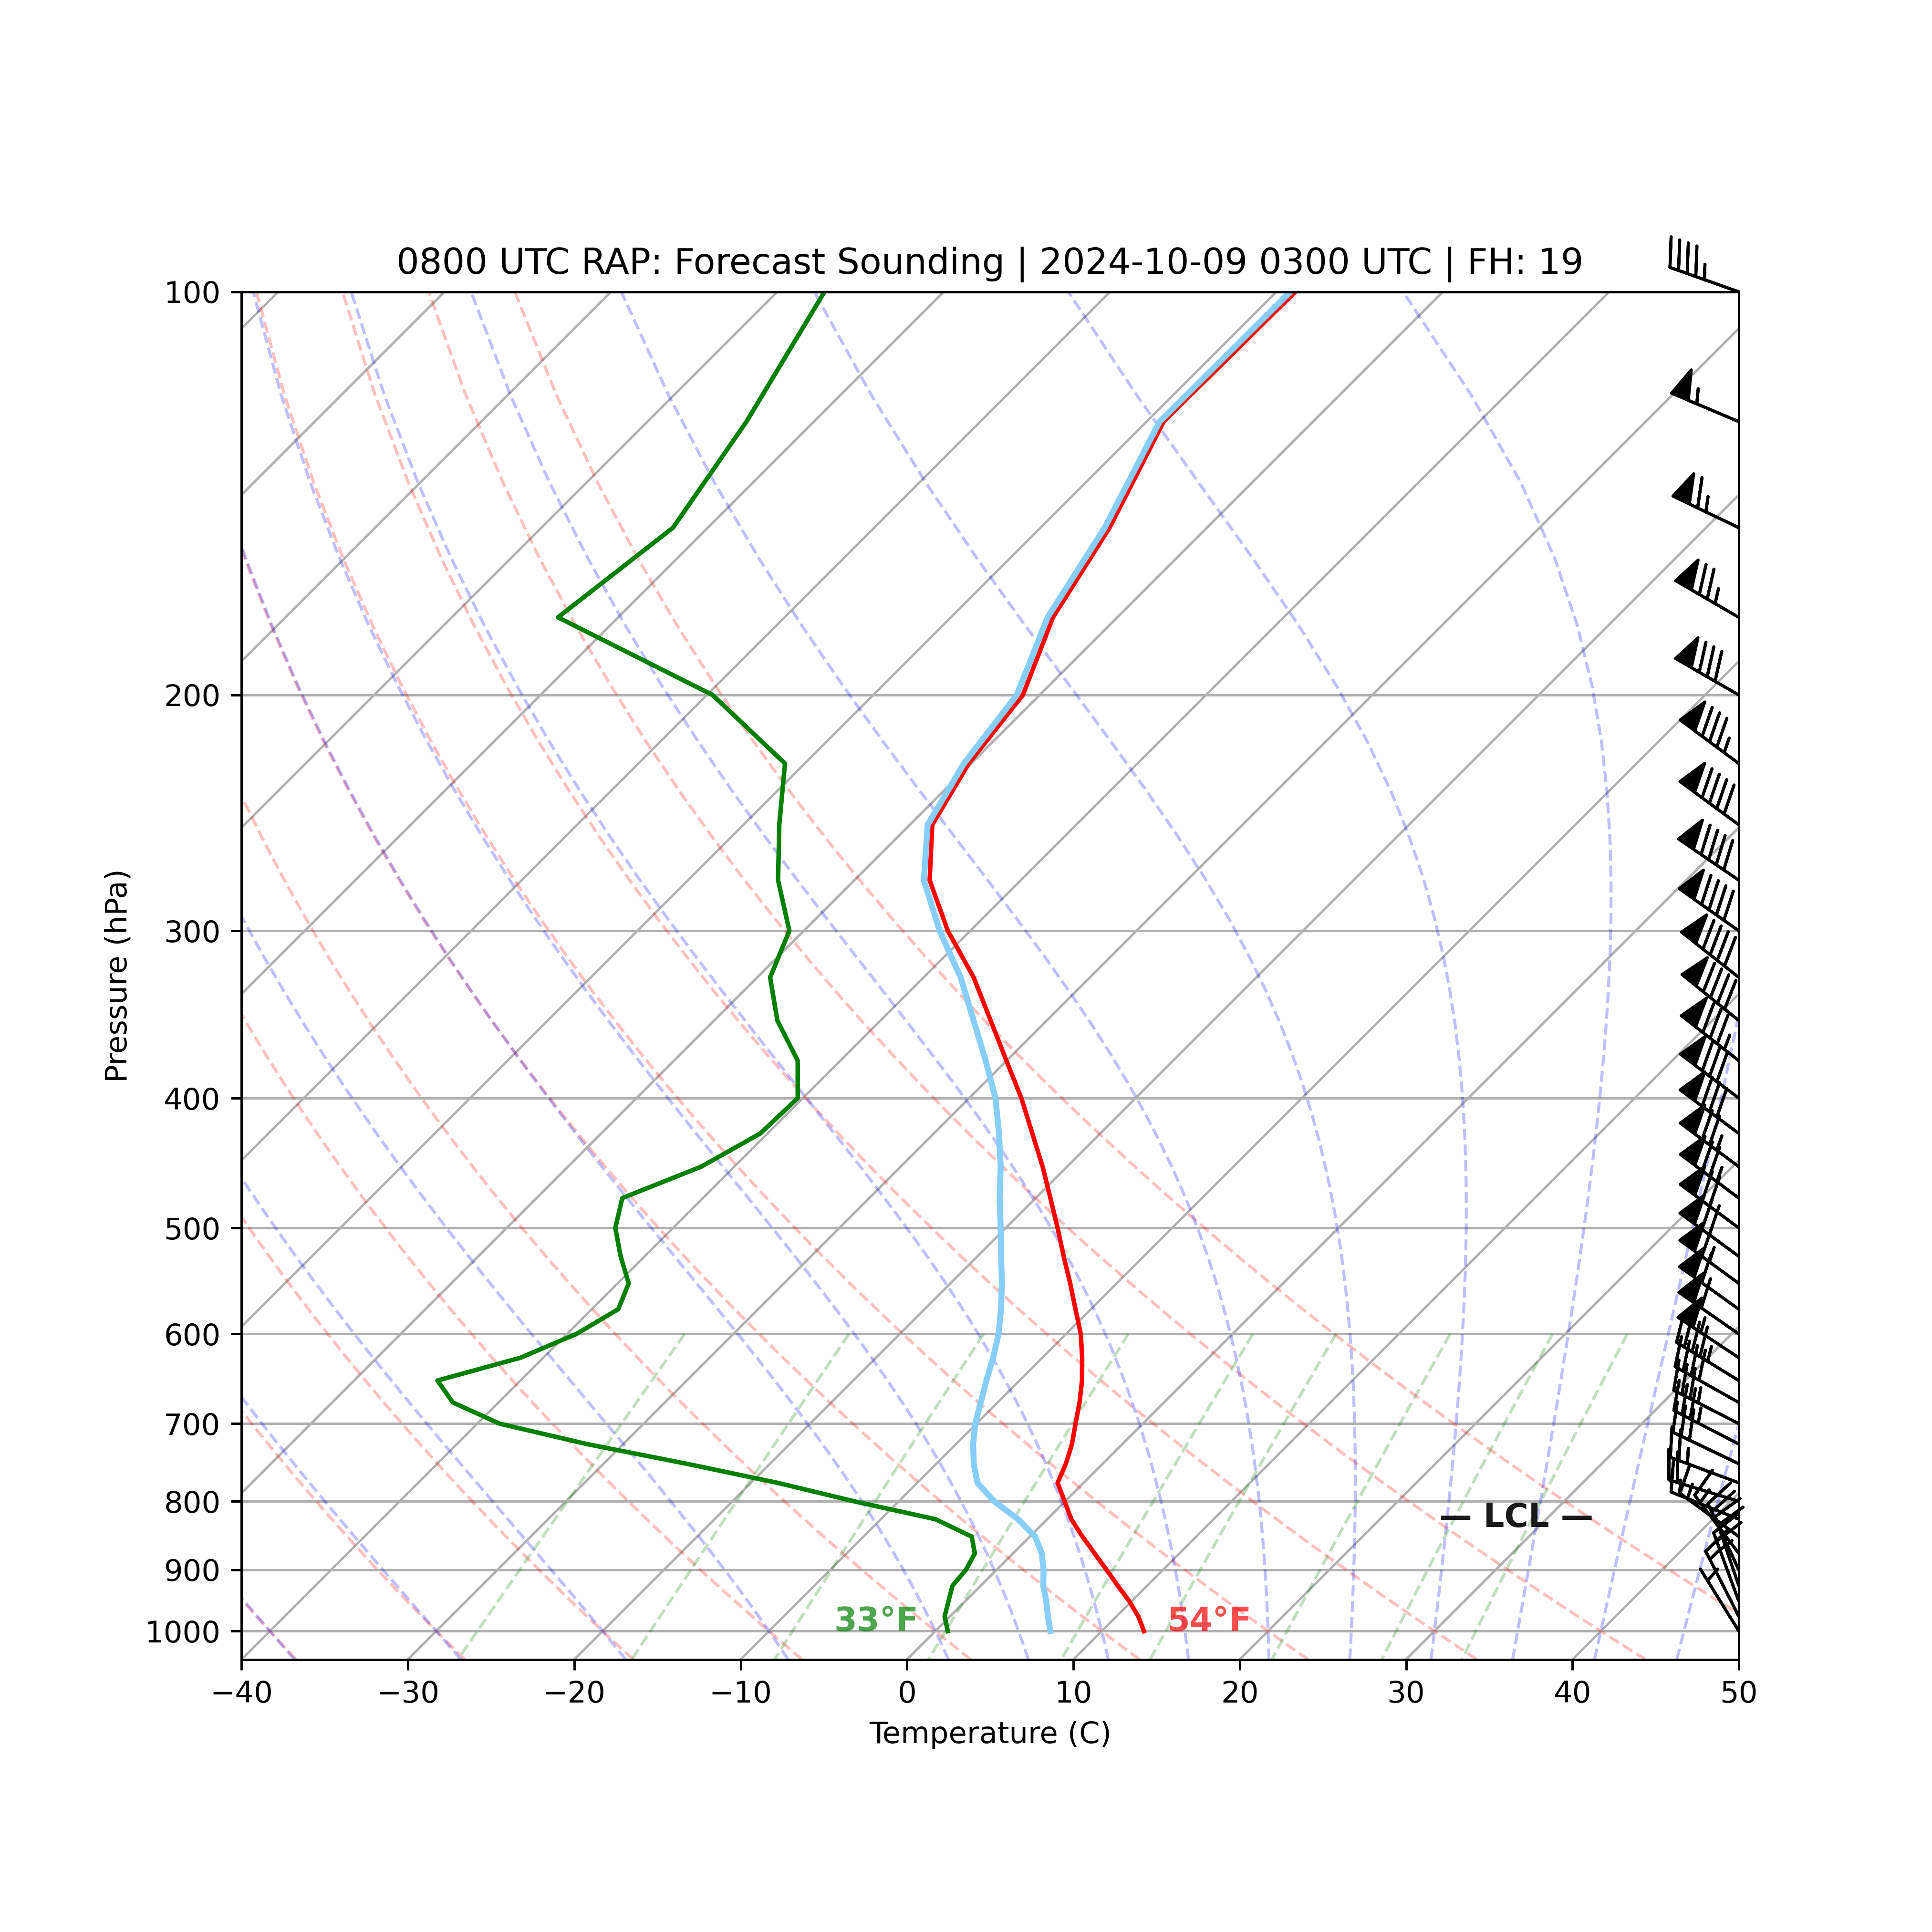 0800 UTC RAP: Forecast Sounding | 2024-10-09 0300 UTC | FH: 19
100
200
300
400
500
600
700
800
900
1000
Pressure (hPa)
— LCL —
33°F
54°F
−40 −30 −20 −10 0 10 20 30 40 50
Temperature (C)